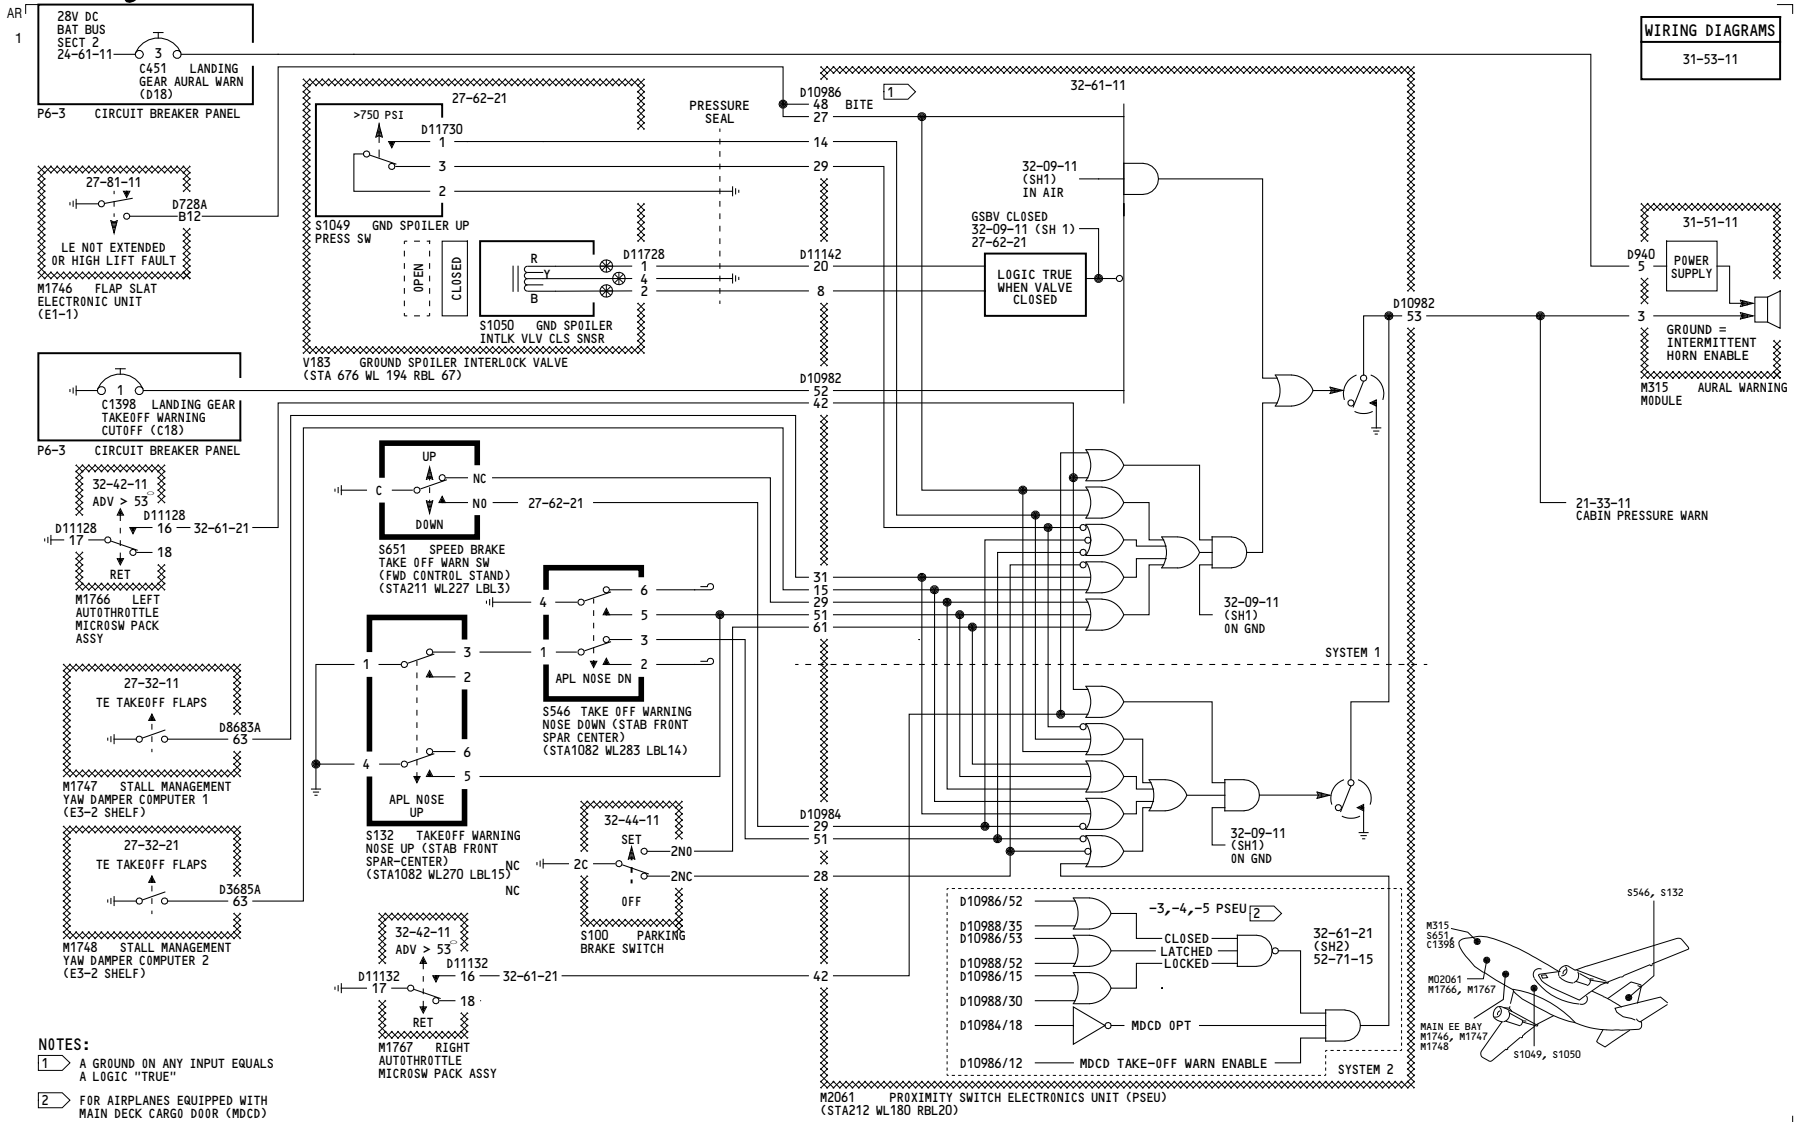 AR
1
28V DC
BAT BUS
SECT 2
24-61-11
3
C451 LANDING
GEAR AURAL WARN
(D18)
P6-3 CIRCUIT BREAKER PANEL
27-81-11
D728A
B12
LE NOT EXTENDED
OR HIGH LIFT FAULT
M1746 FLAP SLAT
ELECTRONIC UNIT
(E1-1)
1
C1398 LANDING GEAR
TAKEOFF WARNING
CUTOFF (C18)
P6-3 CIRCUIT BREAKER PANEL
32-42-11
ADV > 53
D11128
D11128
16
32-61-21
17
18
RET
M1766 LEFT
AUTOTHROTTLE
MICROSW PACK
ASSY
27-32-11
TE TAKEOFF FLAPS
D8683A
63
M1747 STALL MANAGEMENT
YAW DAMPER COMPUTER 1
(E3-2 SHELF)
27-32-21
TE TAKEOFF FLAPS
D3685A
63
M1748 STALL MANAGEMENT
YAW DAMPER COMPUTER 2
(E3-2 SHELF)
NOTES:
1 A GROUND ON ANY INPUT EQUALS
A LOGIC "TRUE"
2 FOR AIRPLANES EQUIPPED WITH
MAIN DECK CARGO DOOR (MDCD)
27-62-21
>750 PSI
D11730
1
3
2
S1049 GND SPOILER UP
PRESS SW
OPEN
CLOSED
R
Y
B
D11728
1
4
2
S1050 GND SPOILER
INTLK VLV CLS SNSR
V183 GROUND SPOILER INTERLOCK VALVE
(STA 676 WL 194 RBL 67)
PRESSURE
SEAL
UP
C
NC
NO
27-62-21
DOWN
S651 SPEED BRAKE
TAKE OFF WARN SW
(FWD CONTROL STAND)
(STA211 WL227 LBL3)
4
6
5
3
1
2
APL NOSE DN
S546 TAKE OFF WARNING
NOSE DOWN (STAB FRONT
SPAR CENTER)
(STA1082 WL283 LBL14)
1
3
2
6
4
5
APL NOSE
UP
S132 TAKEOFF WARNING
NOSE UP (STAB FRONT
SPAR-CENTER)
(STA1082 WL270 LBL15)
NC
NC
32-44-11
SET
2NO
2C
2NC
OFF
S100 PARKING
BRAKE SWITCH
32-42-11
ADV > 53
D11132
D11132
16
32-61-21
17
18
RET
M1767 RIGHT
AUTOTHROTTLE
MICROSW PACK ASSY
D10986
48 BITE
1
27
14
29
D11142
20
8
D10982
52
42
31
15
29
51
61
D10984
29
51
28
42
32-61-11
32-09-11
(SH1)
IN AIR
GSBV CLOSED
32-09-11 (SH 1)
27-62-21
LOGIC TRUE
WHEN VALVE
CLOSED
32-09-11
(SH1)
ON GND
SYSTEM 1
32-09-11
(SH1)
ON GND
D10986/52
D10988/35
D10986/53
D10988/52
D10986/15
D10988/30
D10984/18
D10986/12
-3,-4,-5 PSEU 2
CLOSED
LATCHED
LOCKED
32-61-21
(SH2)
52-71-15
MDCD OPT
MDCD TAKE-OFF WARN ENABLE
SYSTEM 2
M2061 PROXIMITY SWITCH ELECTRONICS UNIT (PSEU)
(STA212 WL180 RBL20)
D10982
53
21-33-11
CABIN PRESSURE WARN
WIRING DIAGRAMS
31-53-11
31-51-11
D940
5
POWER
SUPPLY
3
GROUND =
INTERMITTENT
HORN ENABLE
M315 AURAL WARNING
MODULE
S546, S132
M315
S651,
C1398
M02061
M1766, M1767
MAIN EE BAY
M1746, M1747
M1748
S1049, S1050